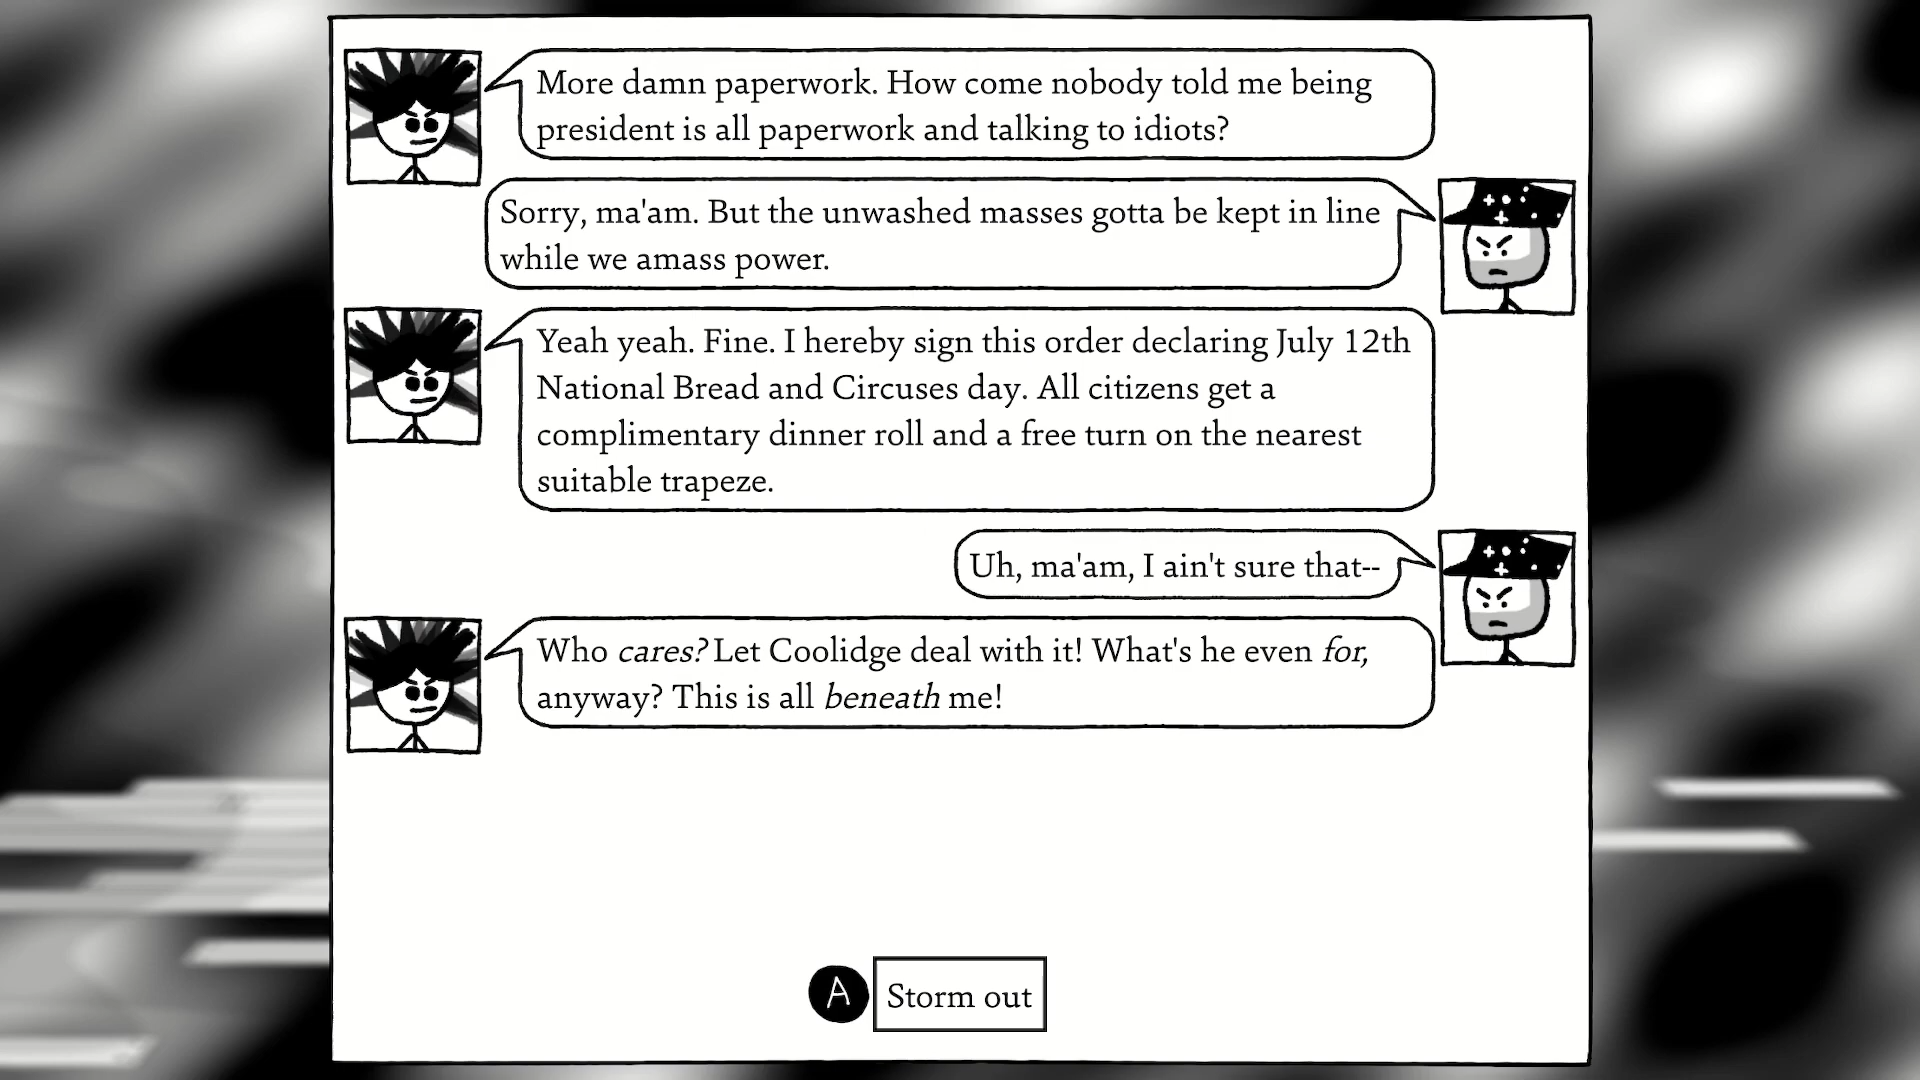 More damn paperwork. How come nobody told me being
president is all paperwork and talking to idiots?
Sorry, ma'am. But the unwashed masses gotta be kept in line
while we amass power.
Yeah yeah. Fine. I hereby sign this order declaring July 12th
National Bread and Circuses day. All citizens get a
complimentary dinner roll and a free turn on the nearest
suitable trapeze.
Uh, ma'am, I ain't sure that--
Who cares? Let Coolidge deal with it! What's he even for,
anyway? This is all beneath me!
A Storm out